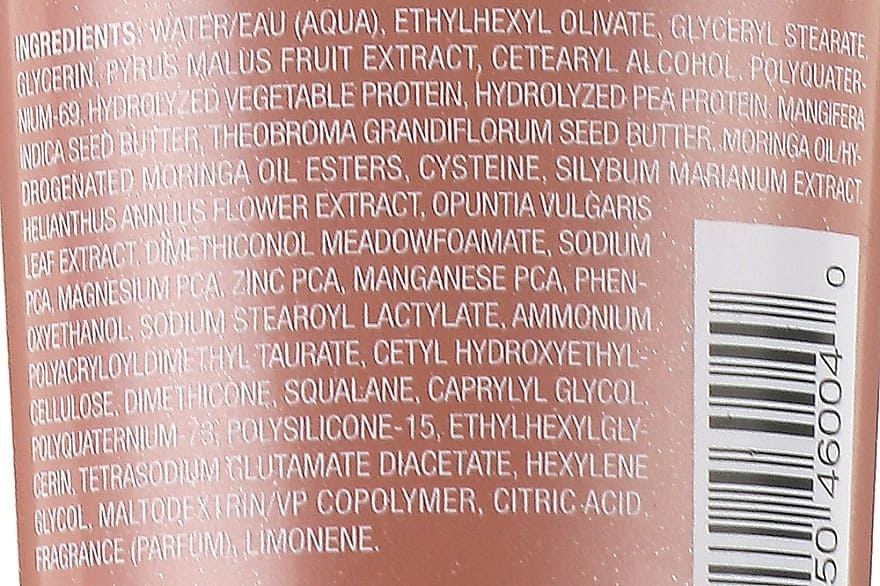 INGREDIENTS: WATER/EAU (AQUA), ETHYLHEXYL OLIVATE, GLYCERYL STEARATE,
GLYCERIN, PYRUS MALUS FRUIT EXTRACT, CETEARYL ALCOHOL, POLYQUATER-
NIUM-69, HYDROLYZED VEGETABLE PROTEIN, HYDROLYZED PEA PROTEIN, MANGIFERA
INDICA SEED BUTTER, THEOBROMA GRANDIFLORUM SEED BUTTER, MORINGA OIL/HY-
DROGENATED MORINGA OIL ESTERS, CYSTEINE, SILYBUM MARIANUM EXTRACT,
HELIANTHUS ANNUUS FLOWER EXTRACT, OPUNTIA VULGARIS
LEAF EXTRACT, DIMETHICONOL MEADOWFOAMATE, SODIUM
PCA, MAGNESIUM PCA, ZINC PCA, MANGANESE PCA, PHEN-
OXYETHANOL, SODIUM STEAROYL LACTYLATE, AMMONIUM
POLYACRYLOYLDIMETHYL TAURATE, CETYL HYDROXYETHYL-
CELLULOSE, DIMETHICONE, SQUALANE, CAPRYLYL GLYCOL,
POLYQUATERNIUM-73, POLYSILICONE-15, ETHYLHEXYLGLY-
CERIN, TETRASODIUM GLUTAMATE DIACETATE, HEXYLENE
GLYCOL, MALTODEXTRIN/VP COPOLYMER, CITRIC ACID,
FRAGRANCE (PARFUM), LIMONENE.
50 46004 0